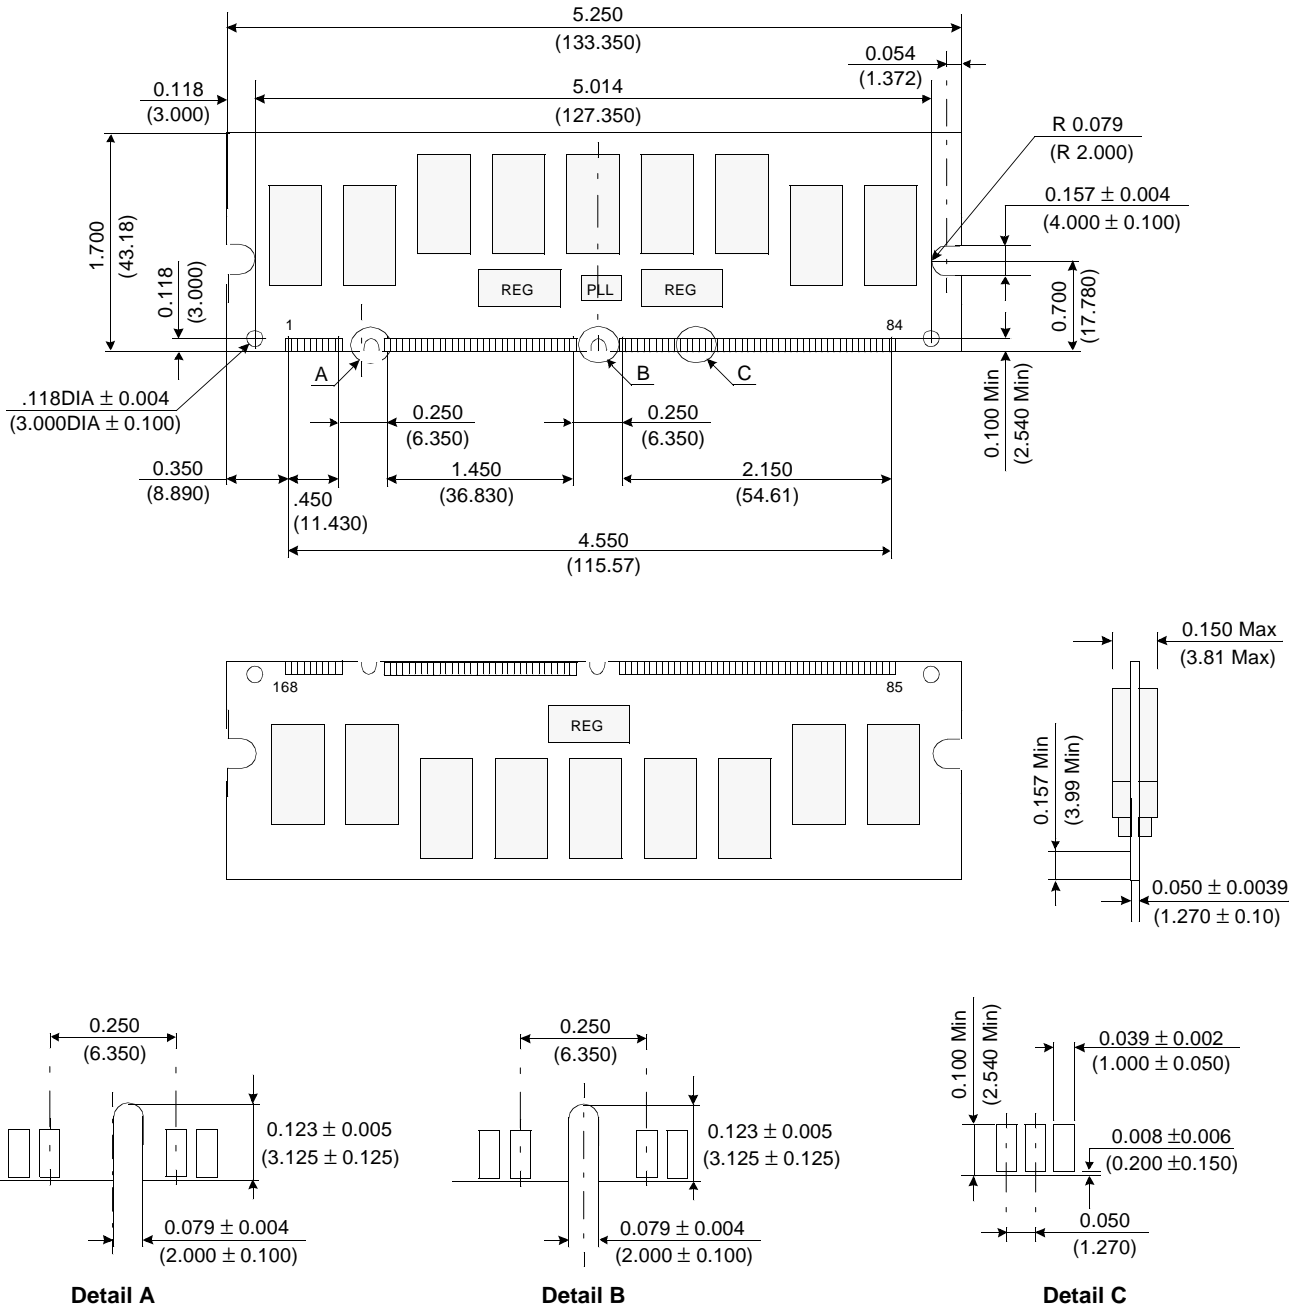 5.250
(133.350)
0.054
(1.372)
0.118
(3.000)
5.014
(127.350)
R 0.079
(R 2.000)
0.157 ± 0.004
(4.000 ± 0.100)
1.700
(43.18)
0.118
(3.000)
REG
PLL
REG
0.700
(17.780)
1
84
A
B
C
.118DIA ± 0.004
(3.000DIA ± 0.100)
0.250
(6.350)
0.250
(6.350)
0.100 Min
(2.540 Min)
0.350
(8.890)
.450
(11.430)
1.450
(36.830)
2.150
(54.61)
4.550
(115.57)
0.150 Max
(3.81 Max)
168
85
REG
0.157 Min
(3.99 Min)
0.050 ± 0.0039
(1.270 ± 0.10)
0.250
(6.350)
0.123 ± 0.005
(3.125 ± 0.125)
0.079 ± 0.004
(2.000 ± 0.100)
Detail A
0.250
(6.350)
0.123 ± 0.005
(3.125 ± 0.125)
0.079 ± 0.004
(2.000 ± 0.100)
Detail B
0.100 Min
(2.540 Min)
0.039 ± 0.002
(1.000 ± 0.050)
0.008 ±0.006
(0.200 ±0.150)
0.050
(1.270)
Detail C